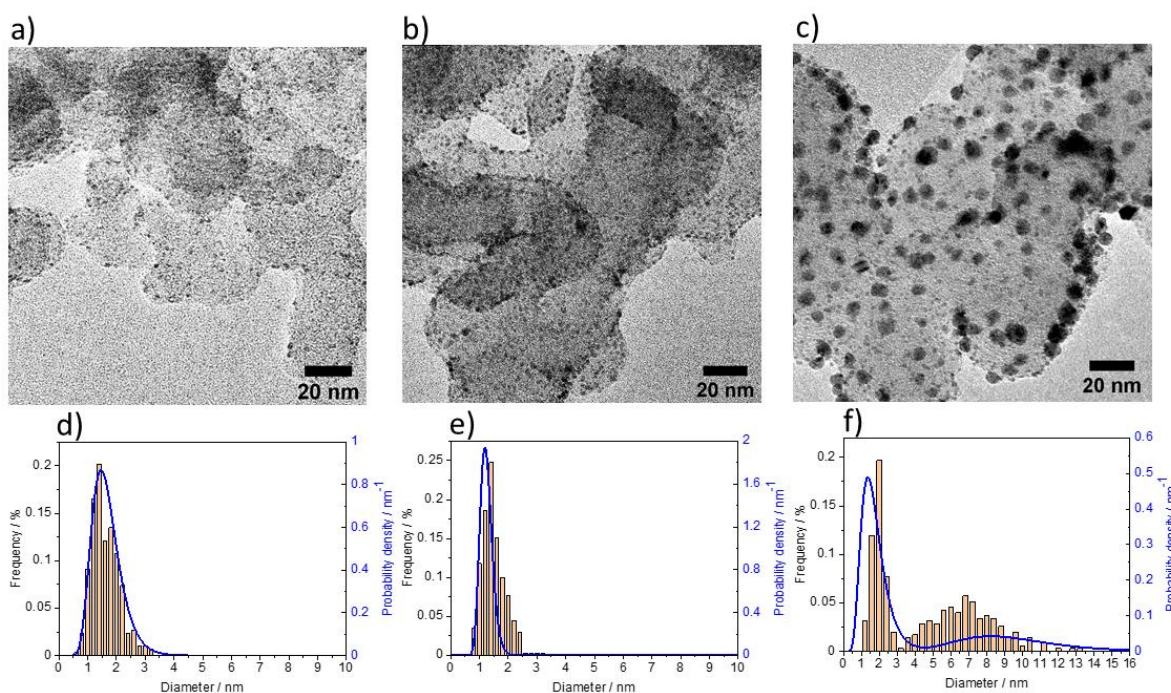 a)
b)
c)
20 nm
20 nm
20 nm
d)
e)
f)
Frequency / %
0.2
0.15
0.1
0.05
0
1
0.8
0.6
0.4
0.2
0
Probability density / nm-1
0 1 2 3 4 5 6 7 8 9 10
Diameter / nm
Frequency / %
0.25
0.2
0.15
0.1
0.05
0
2
1.6
1.2
0.8
0.4
0
Probability density / nm-1
0 1 2 3 4 5 6 7 8 9 10
Diameter / nm
Frequency / %
0.2
0.15
0.1
0.05
0
0.6
0.5
0.4
0.3
0.2
0.1
0.0
Probability density / nm-1
0 1 2 3 4 5 6 7 8 9 10 11 12 13 14 15 16
Diameter / nm